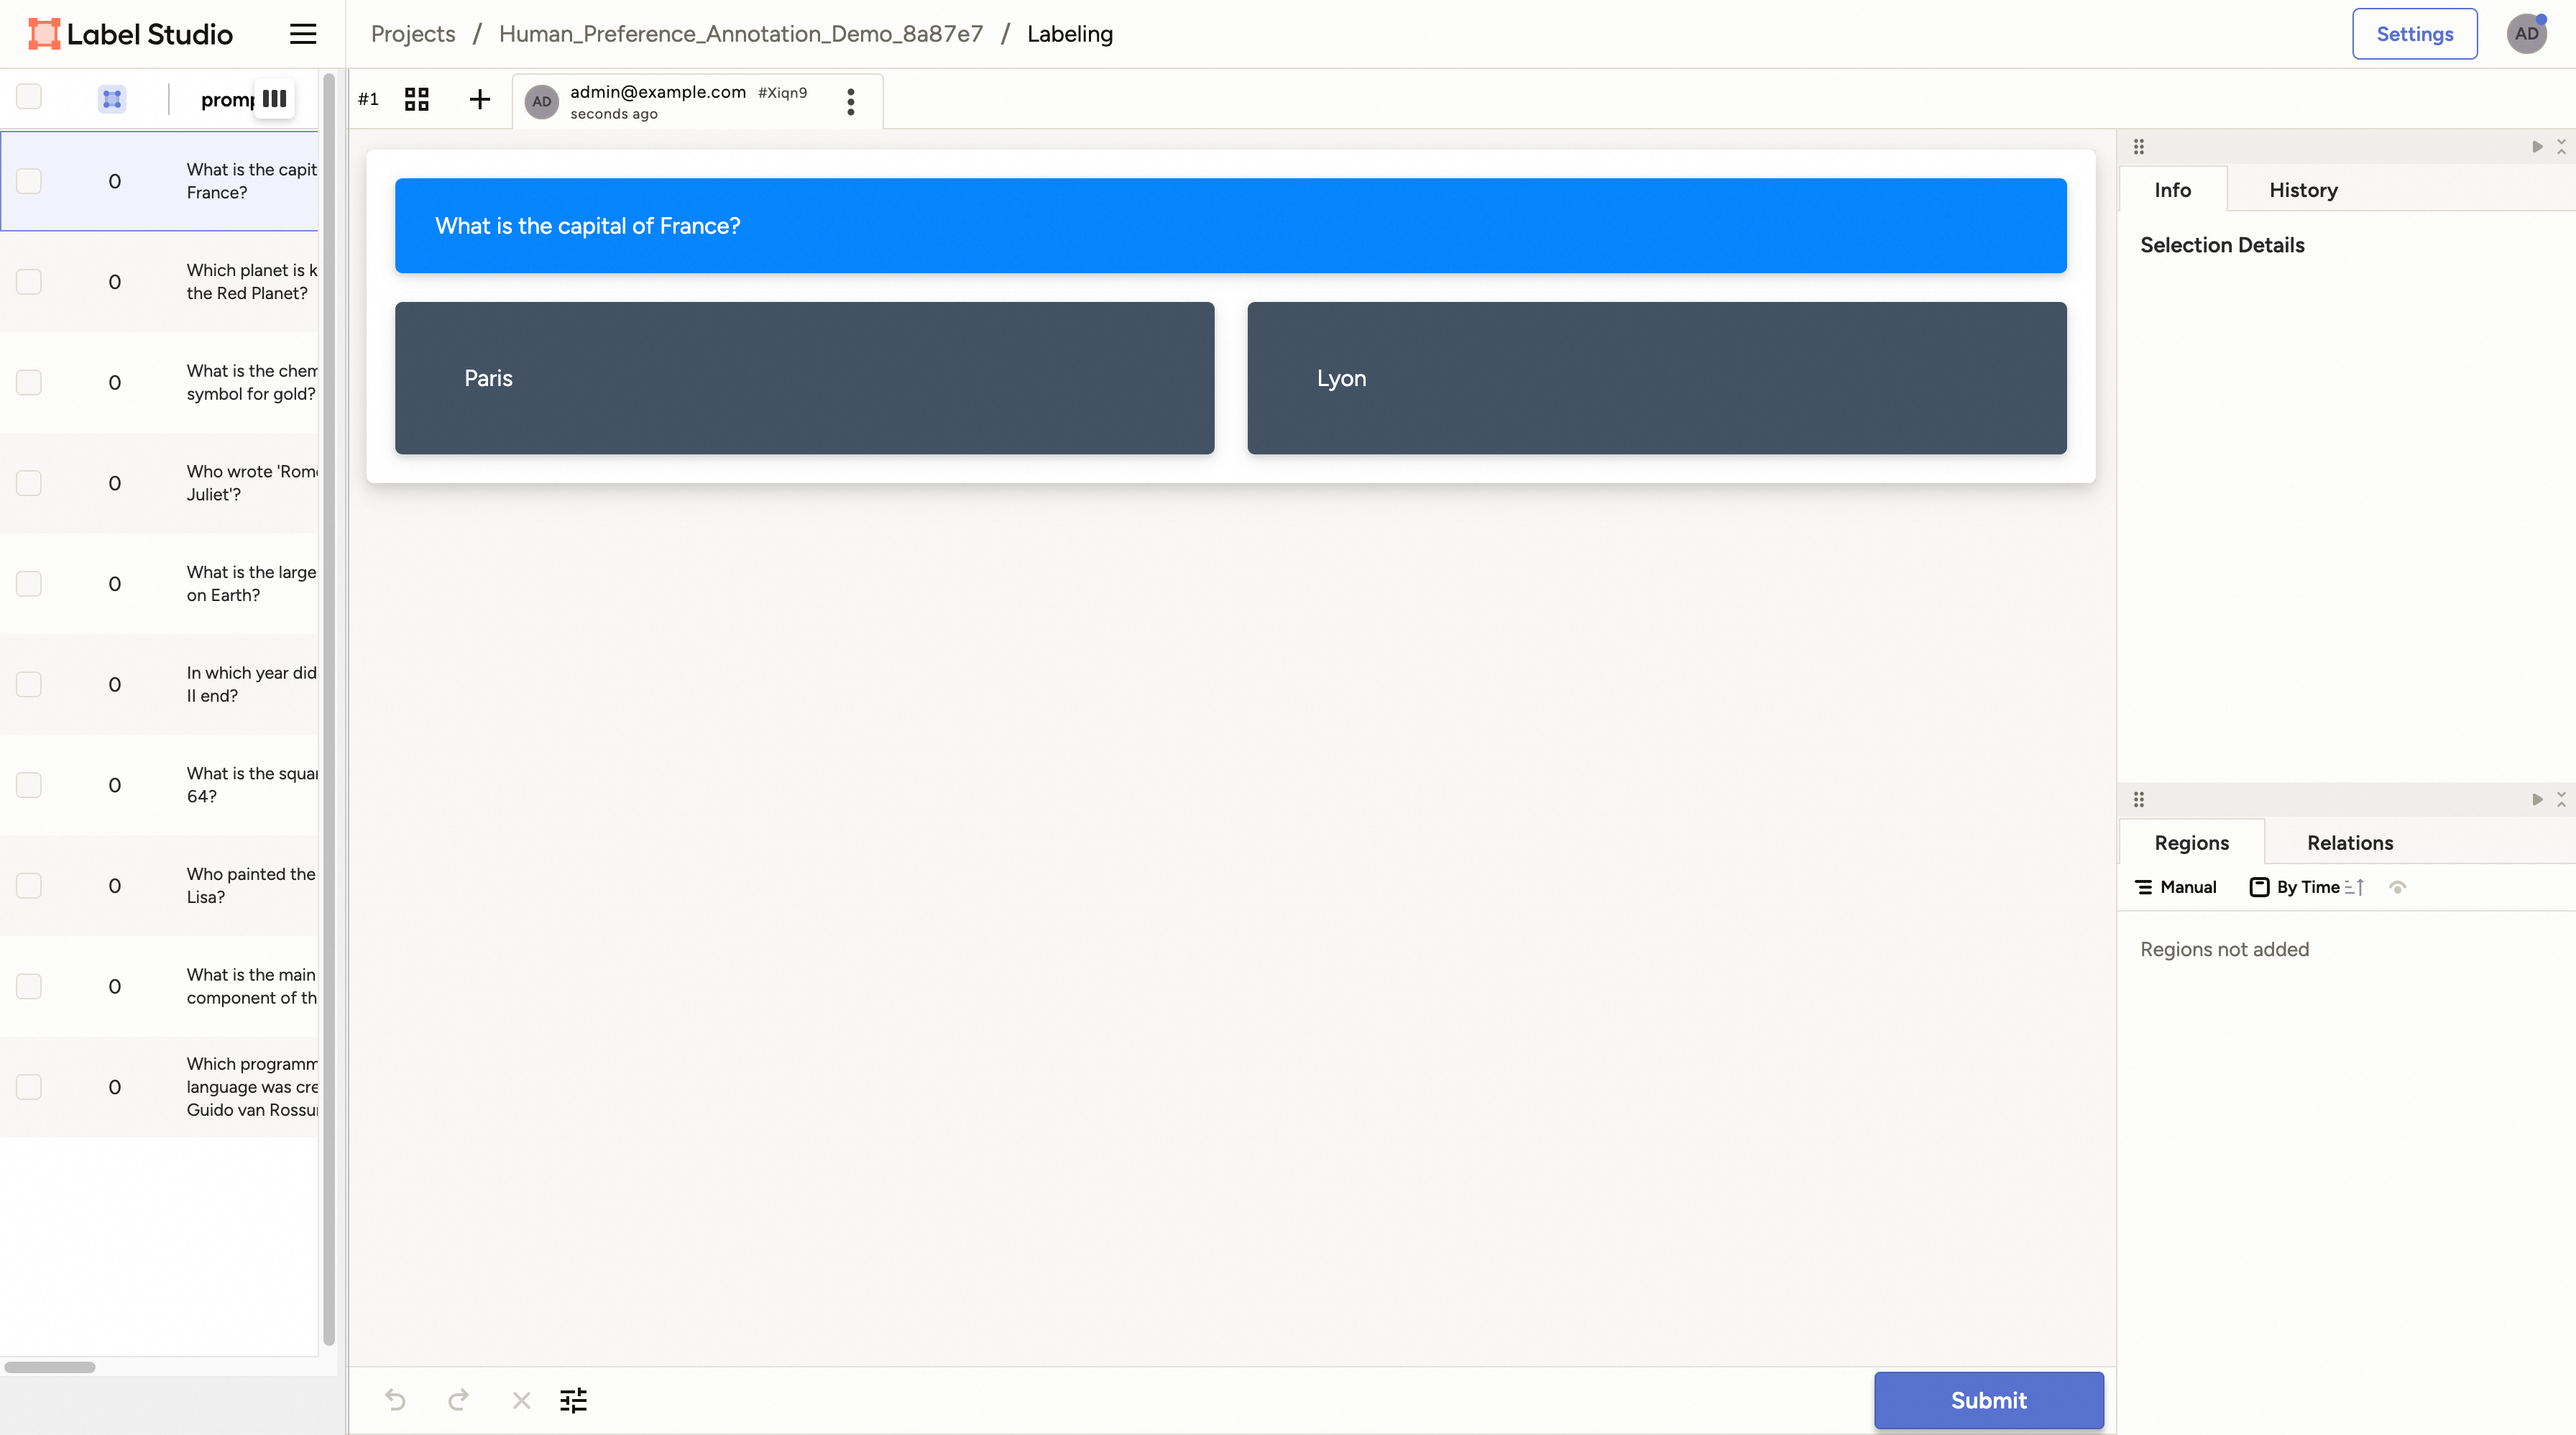 Label Studio
Projects / Human_Preference_Annotation_Demo_8a87e7 / Labeling
Settings
AD
#1
AD
admin@example.com #Xiqn9
seconds ago
0
What is the capit
France?
0
Which planet is k
the Red Planet?
0
What is the chem
symbol for gold?
0
Who wrote 'Rome
Juliet'?
0
What is the large
on Earth?
0
In which year did
II end?
0
What is the squar
64?
0
Who painted the
Lisa?
0
What is the main
component of th
0
Which programm
language was cre
Guido van Rossu
What is the capital of France?
Paris
Lyon
Submit
Info
History
Selection Details
Regions
Relations
Manual
By Time
Regions not added